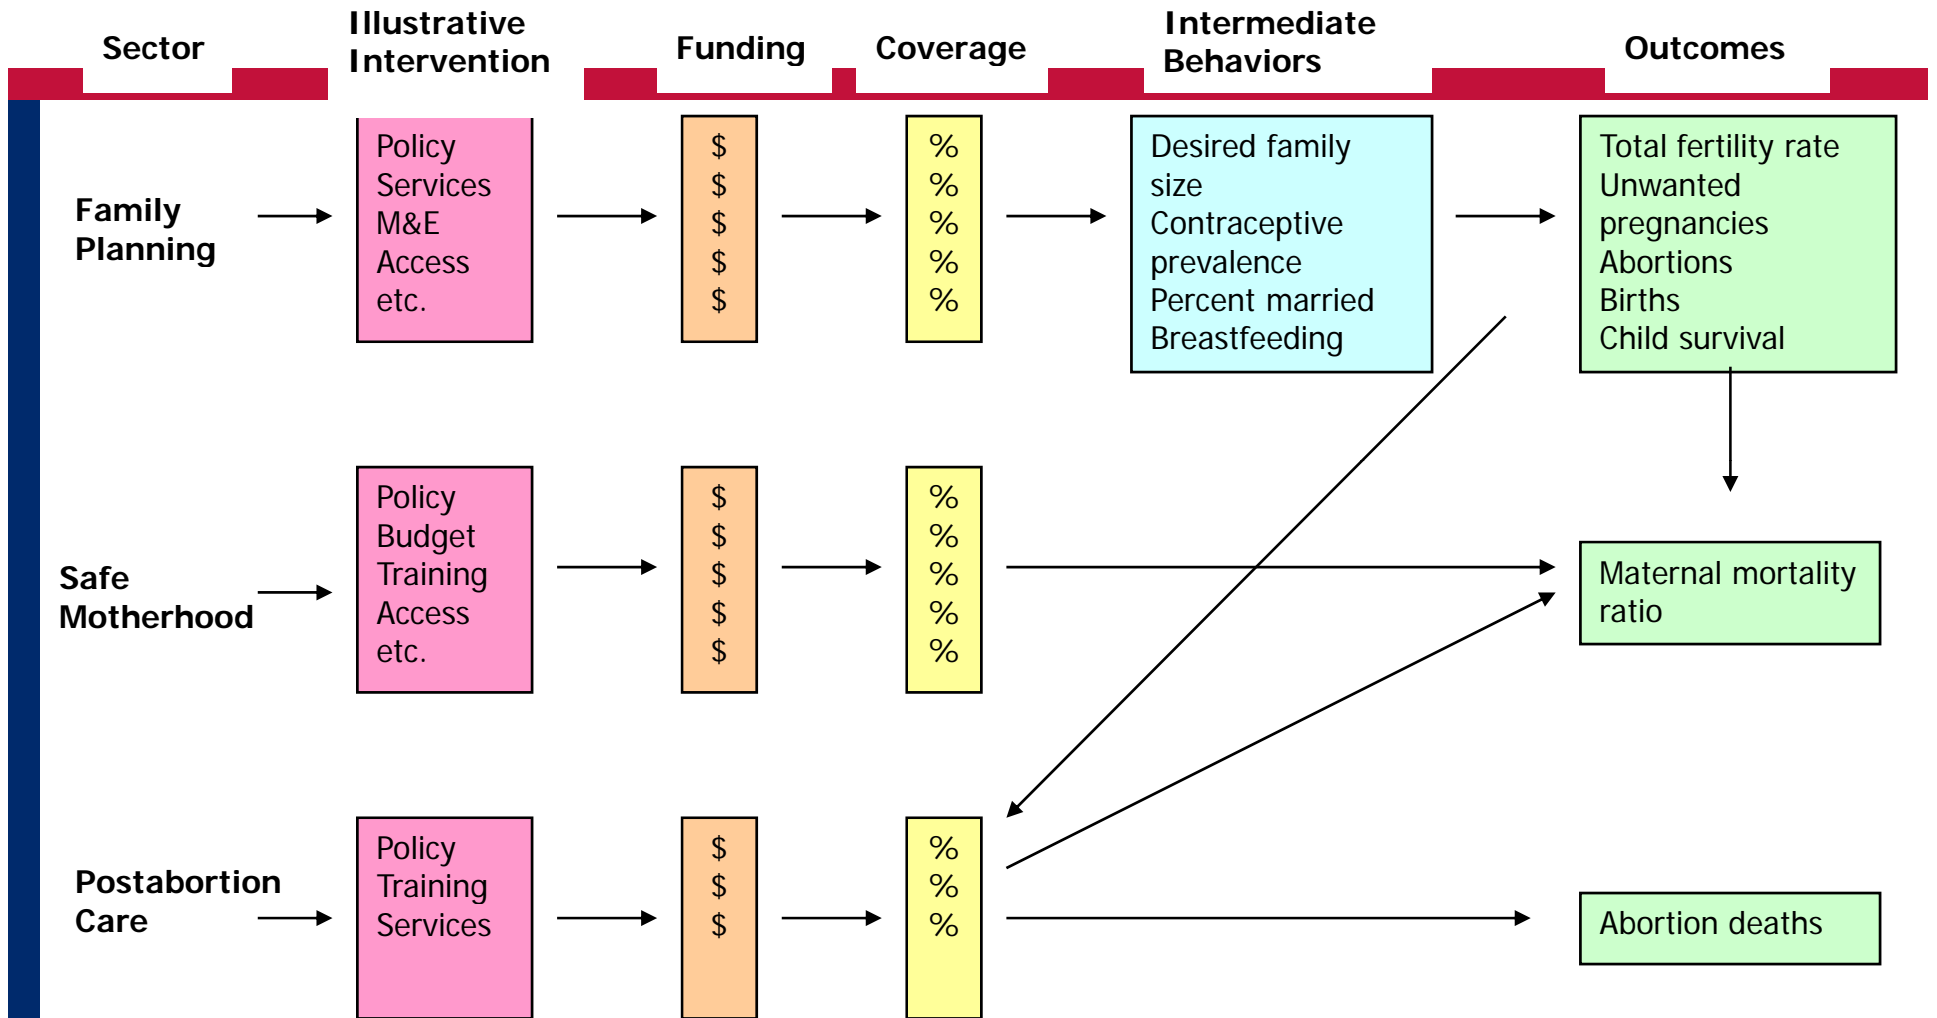 Sector
Illustrative
Intervention
Funding
Coverage
Intermediate
Behaviors
Outcomes
Family
Planning
Policy
Services
M&E
Access
etc.
$
$
$
$
$
%
%
%
%
%
Desired family
size
Contraceptive
prevalence
Percent married
Breastfeeding
Total fertility rate
Unwanted
pregnancies
Abortions
Births
Child survival
Safe
Motherhood
Policy
Budget
Training
Access
etc.
$
$
$
$
$
%
%
%
%
%
Maternal mortality
ratio
Postabortion
Care
Policy
Training
Services
$
$
$
%
%
%
Abortion deaths